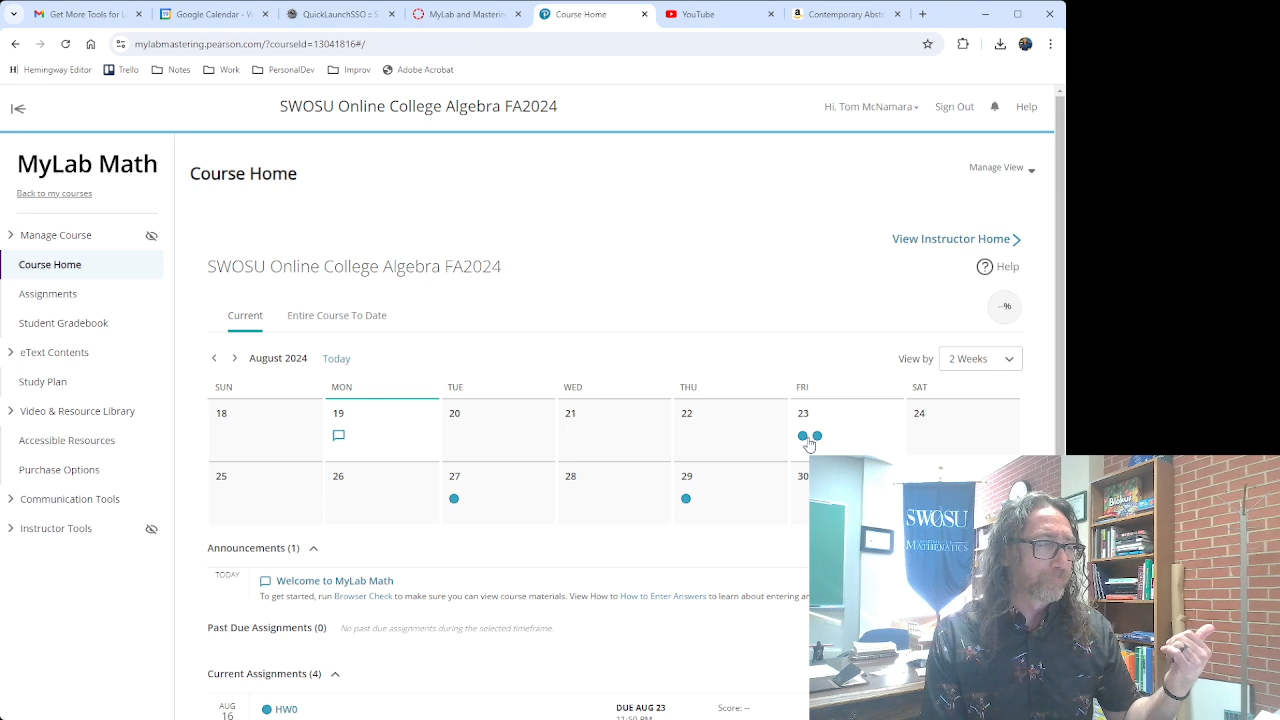 Get More Tools for
Google Calendar - V
QuickLaunchSSO :: S
MyLab and Mastering
Course Home
YouTube
Contemporary Abst
mylabmastering.pearson.com/?courseId=13041816#/
Hemingway Editor
Trello
Notes
Work
PersonalDev
Improv
Adobe Acrobat
SWOSU Online College Algebra FA2024
Hi, Tom McNamara
Sign Out
Help
MyLab Math
Back to my courses
Manage Course
Course Home
Assignments
Student Gradebook
eText Contents
Study Plan
Video & Resource Library
Accessible Resources
Purchase Options
Communication Tools
Instructor Tools
Course Home
Manage View
View Instructor Home
SWOSU Online College Algebra FA2024
Help
Current
Entire Course To Date
--%
August 2024
Today
View by
2 Weeks
SUN MON TUE WED THU FRI SAT
18 19 20 21 22 23 24
25 26 27 28 29 30
Announcements (1)
TODAY
Welcome to MyLab Math
To get started, run Browser Check to make sure you can view course materials. View How to How to Enter Answers to learn about entering an
Past Due Assignments (0)
No past due assignments during the selected timeframe.
Current Assignments (4)
AUG
16
HW0
DUE AUG 23
11:59 PM
Score: --
SWOSU
MATHEMATICS
Blokus